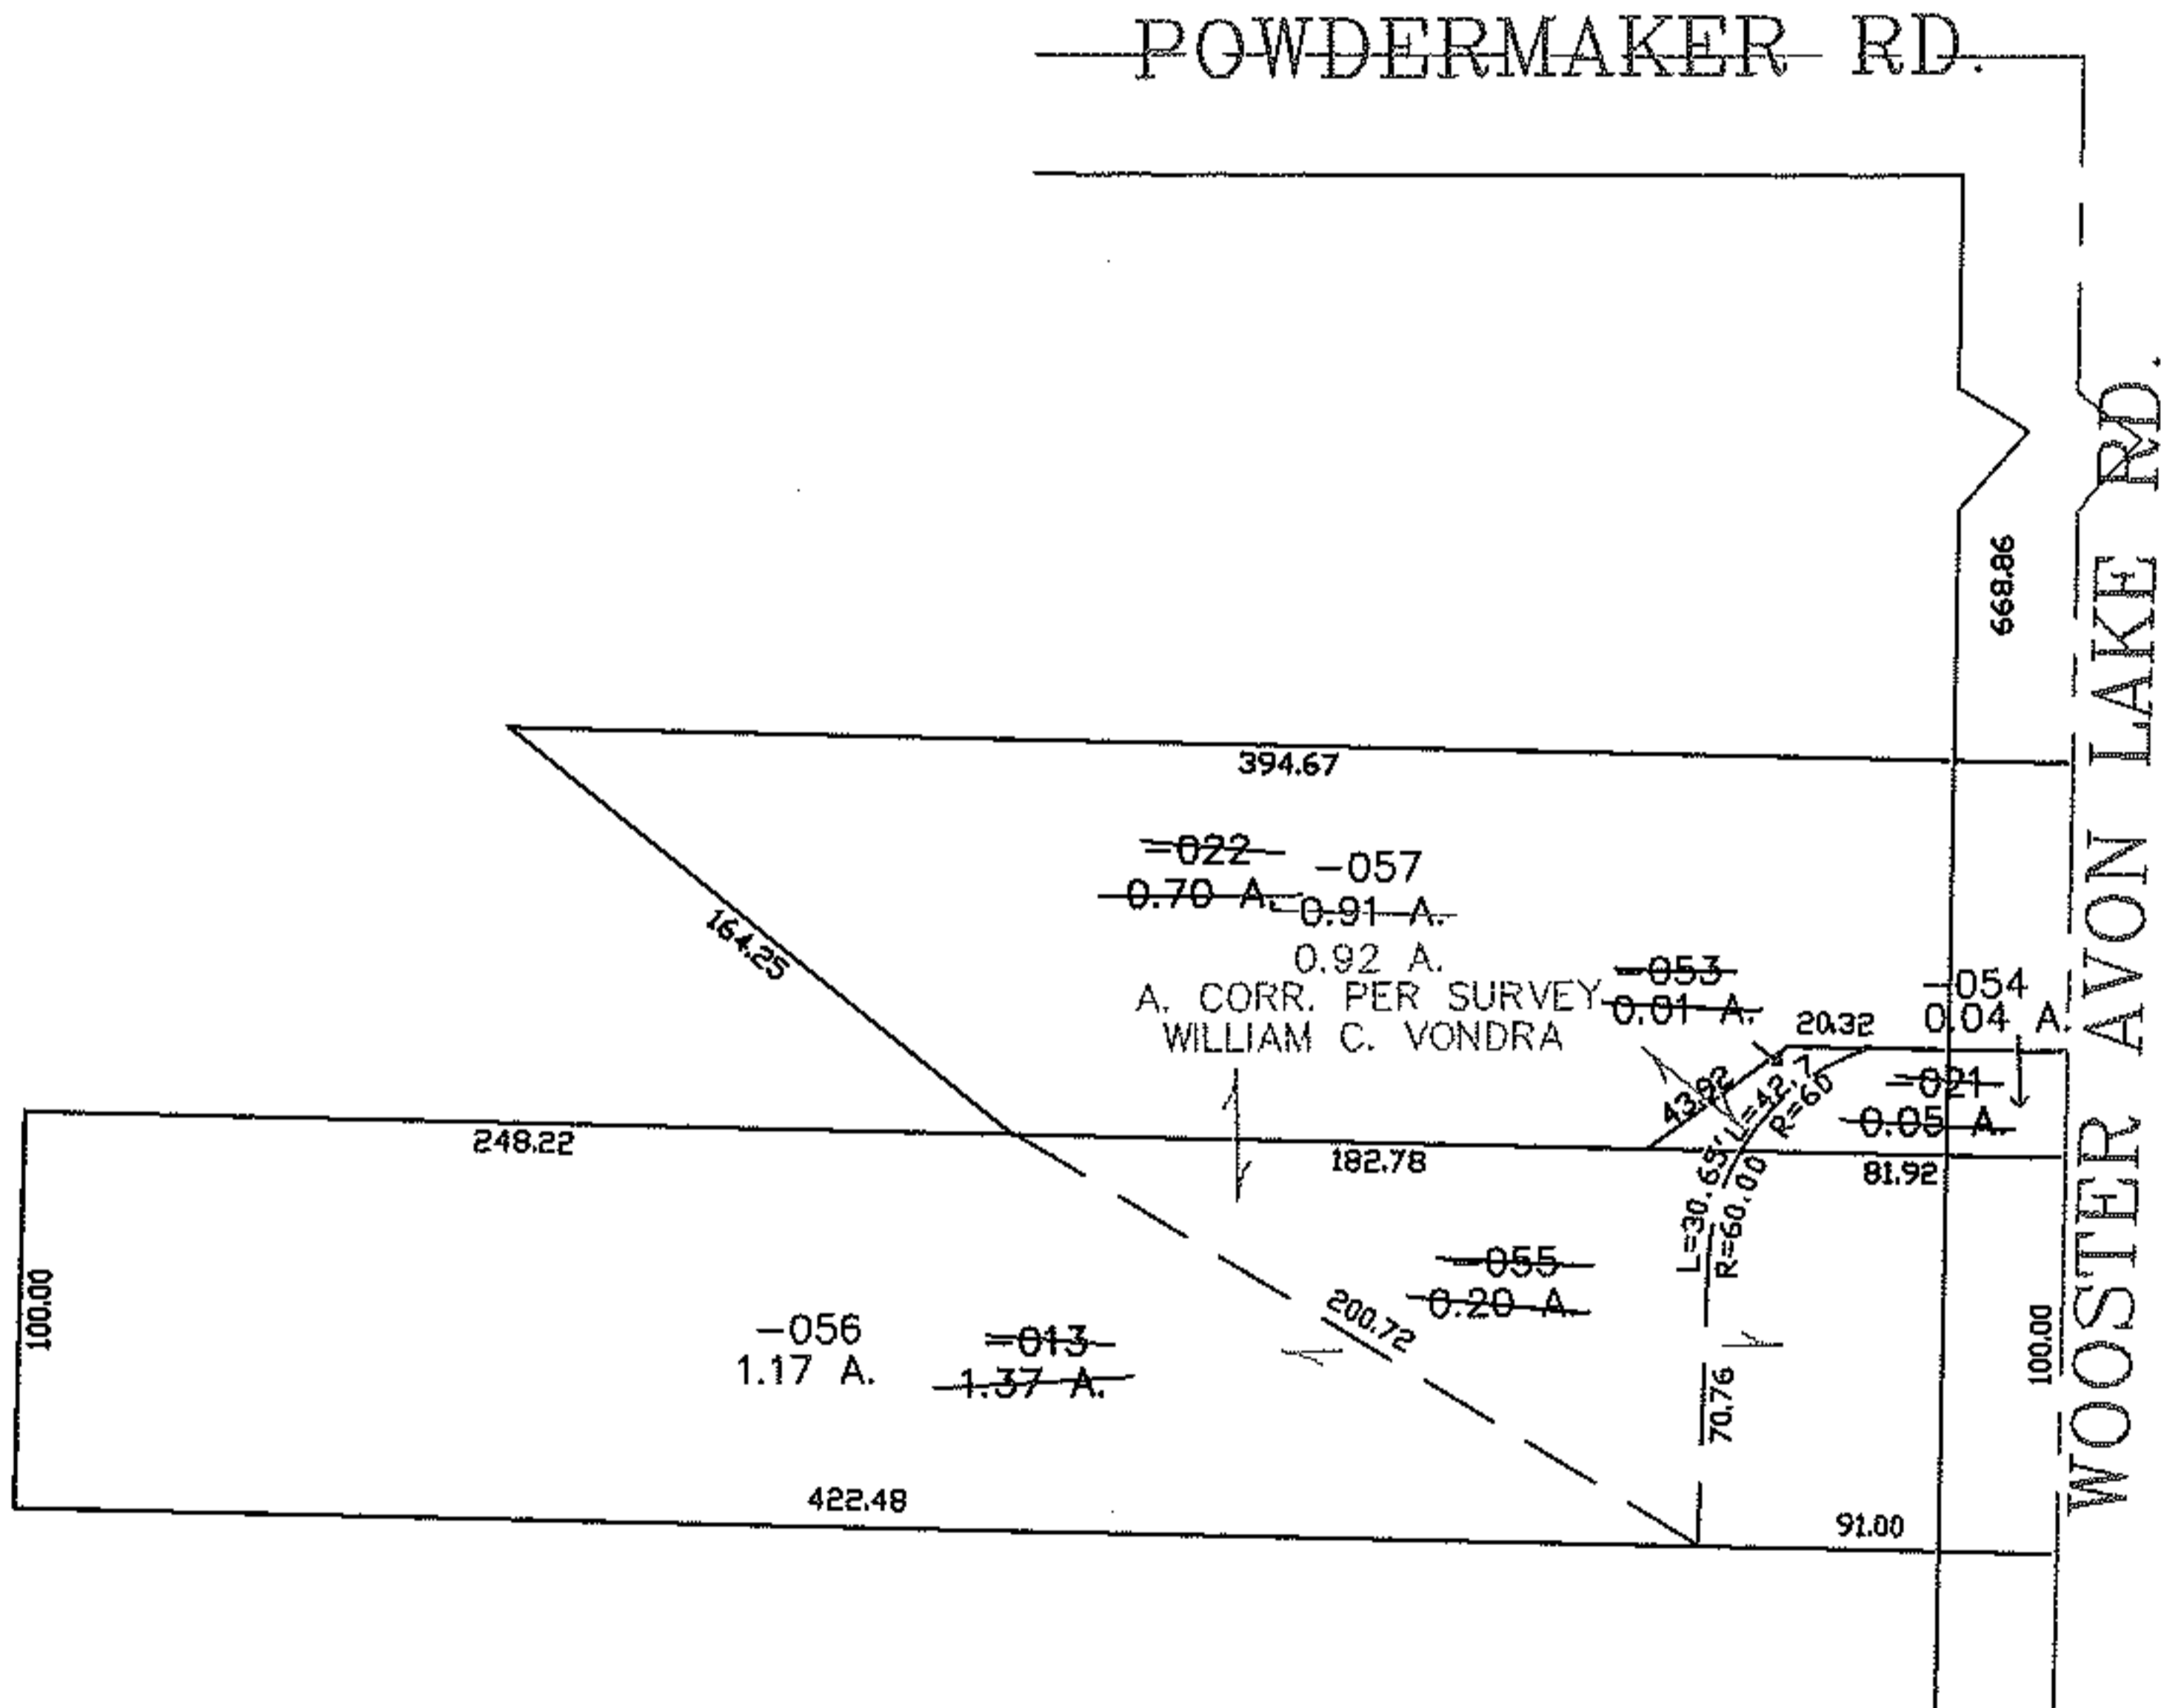 POWDERMAKER RD.
WOOSTER AVON LAKE RD.
668.86
394.67
164.25
-022
0.70 A.
-057
0.91 A.
0.92 A.
A. CORR. PER SURVEY
WILLIAM C. VONDRA
-053
0.01 A.
-054
0.04 A.
20.32
-021
0.05 A.
43.92
L=42.7
R=60
248.22
182.78
81.92
L=30.65'
R=60.00
-055
0.20 A.
200.72
100.00
-056
1.17 A.
-013
1.37 A.
70.76
100.00
422.48
91.00